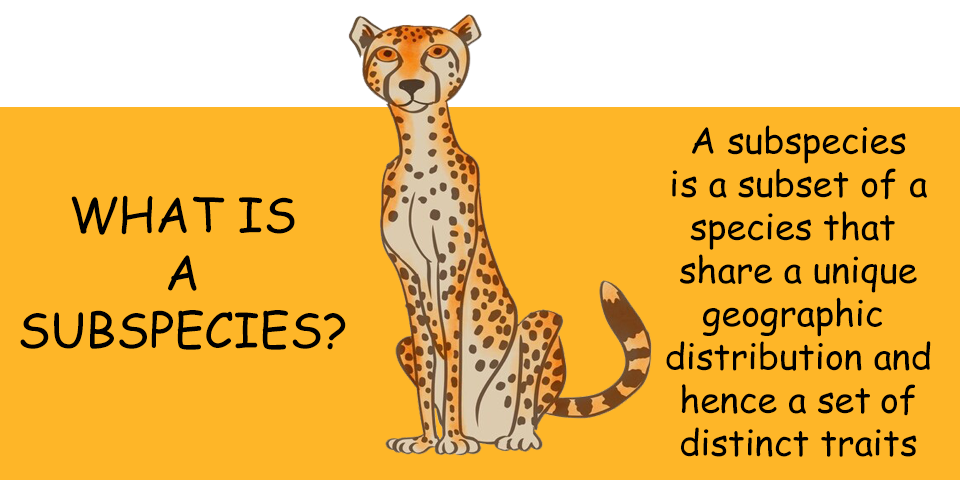 WHAT IS
A
SUBSPECIES?
A subspecies
is a subset of a
species that
share a unique
geographic
distribution and
hence a set of
distinct traits